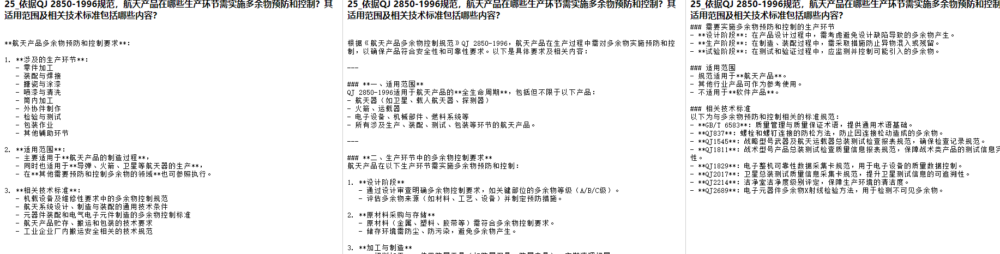 25_依据QJ 2850-1996规范，航天产品在哪些生产环节需实施多余物预防和控制？其
适用范围及相关技术标准包括哪些内容？
**航天产品多余物预防和控制要求**：
1. **涉及的生产环节**：
- 零件加工
- 装配与焊接
- 搪瓷与涂漆
- 喷漆与清洗
- 筒内加工
- 外协件制作
- 检验与测试
- 包装作业
- 其他辅助环节
2. **适用范围**：
- 主要适用于**航天产品的制造过程**，
- 同时也适用于**导弹、火箭、卫星等航天器的生产**，
- 在**其他需要预防和控制多余物的领域**也可参照执行。
3. **相关技术标准**：
- 机载设备及维修性要求中的多余物控制规范
- 航天系统设计、制造与装配的通用技术条件
- 元器件装配和电气电子元件制造的多余物控制标准
- 航天产品贮存、搬运和包装的技术要求
- 工业企业厂内搬运安全相关的技术规范
25_依据QJ 2850-1996规范，航天产品在哪些生产环节需实施多余物预防和控制？其
适用范围及相关技术标准包括哪些内容？
根据《航天产品多余物控制规范》QJ 2850-1996，航天产品在生产过程中需对多余物实施预防和控
制，以确保产品符合安全性和可靠性要求。以下是具体要求及相关内容：
---
### **一、适用范围**
QJ 2850-1996适用于航天产品的**全生命周期**，包括但不限于以下产品：
- 航天器（如卫星、载人航天器、探测器）
- 火箭、运载器
- 电子设备、机械部件、燃料系统等
- 所有涉及生产、装配、测试、包装等环节的航天产品。
---
### **二、生产环节中的多余物控制要求**
航天产品在以下生产环节需实施多余物预防和控制：
1. **设计阶段**
- 通过设计审查明确多余物控制要求，如关键部位的多余物等级（A/B/C级）。
- 评估多余物来源（如材料、工艺、设备）并制定预防措施。
2. **原材料采购与存储**
- 原材料（金属、塑料、胶带等）需符合多余物控制要求。
- 储存环境需防尘、防污染，避免多余物产生。
3. **加工与制造**
25_依据QJ 2850-1996规范，航天产品在哪些生产环节需实施多余物预防和控制
适用范围及相关技术标准包括哪些内容？
### 需要实施多余物预防和控制的生产环节
- **设计阶段**：在产品设计过程中，需考虑避免设计缺陷导致的多余物产生。
- **生产阶段**：在制造、装配过程中，需采取措施防止异物混入或残留。
- **试验阶段**：在测试和验证过程中，应监测并控制可能引入的多余物。
### 适用范围
- 规范适用于**航天产品**。
- 其他行业产品可作为参考使用。
- 不适用于**软件产品**。
### 相关技术标准
以下为与多余物预防和控制相关的标准规范：
- **GB/T 6583**：质量管理与质量保证术语，提供通用术语基础。
- **QJ837**：螺栓和螺钉连接的防松方法，防止因连接松动造成的多余物。
- **QJ1545**：战略型号武器及航天运载器总装测试检查报表规范，确保检查记录规范。
- **QJ1811**：战术型号产品总装测试检查质量信息报表规范，保障战术类产品的测试信息完
性。
- **QJ1829**：电子整机可靠性数据采集卡规范，用于电子设备的质量数据控制。
- **QJ2017**：卫星总装测试质量信息采集卡规范，提升卫星测试信息的可追溯性。
- **QJ2214**：洁净室洁净度级别评定，保障生产环境的清洁度。
- **QJ2689**：电子元器件多余物X射线检验方法，用于检测不可见多余物。